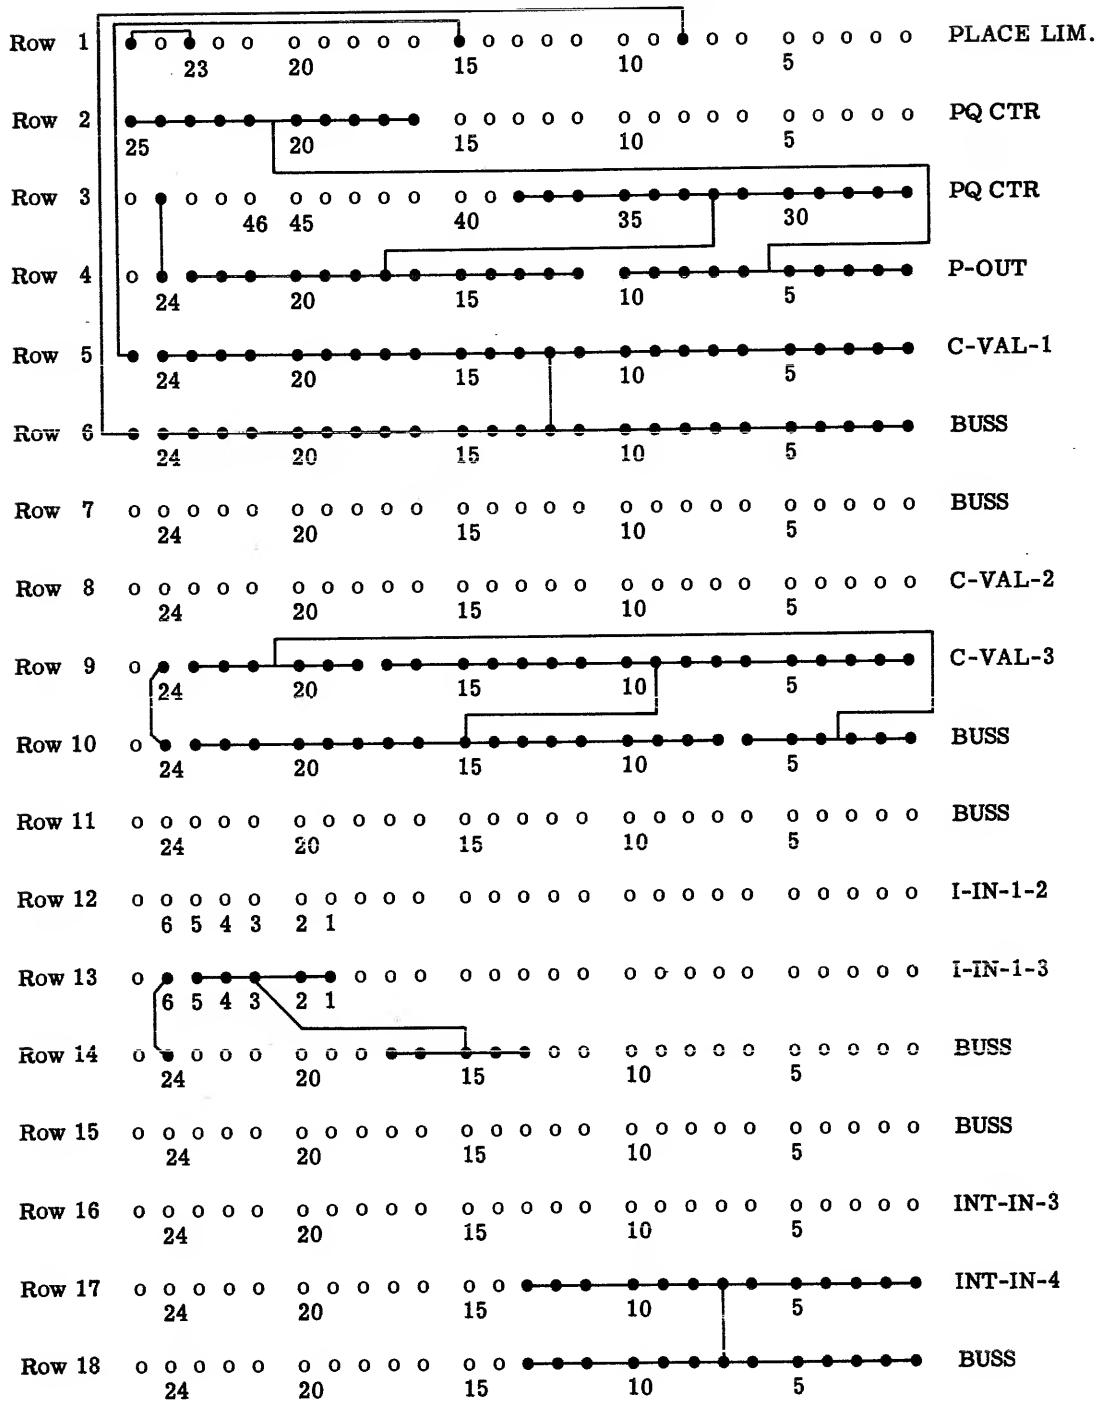 Row 1 PLACE LIM.
23 20 15 10 5
Row 2 PQ CTR
25 20 15 10 5
Row 3 PQ CTR
46 45 40 35 30
Row 4 P-OUT
24 20 15 10 5
Row 5 C-VAL-1
24 20 15 10 5
Row 6 BUSS
24 20 15 10 5
Row 7 BUSS
24 20 15 10 5
Row 8 C-VAL-2
24 20 15 10 5
Row 9 C-VAL-3
24 20 15 10 5
Row 10 BUSS
24 20 15 10 5
Row 11 BUSS
24 20 15 10 5
Row 12 I-IN-1-2
6 5 4 3 2 1
Row 13 I-IN-1-3
6 5 4 3 2 1
Row 14 BUSS
24 20 15 10 5
Row 15 BUSS
24 20 15 10 5
Row 16 INT-IN-3
24 20 15 10 5
Row 17 INT-IN-4
24 20 15 10 5
Row 18 BUSS
24 20 15 10 5